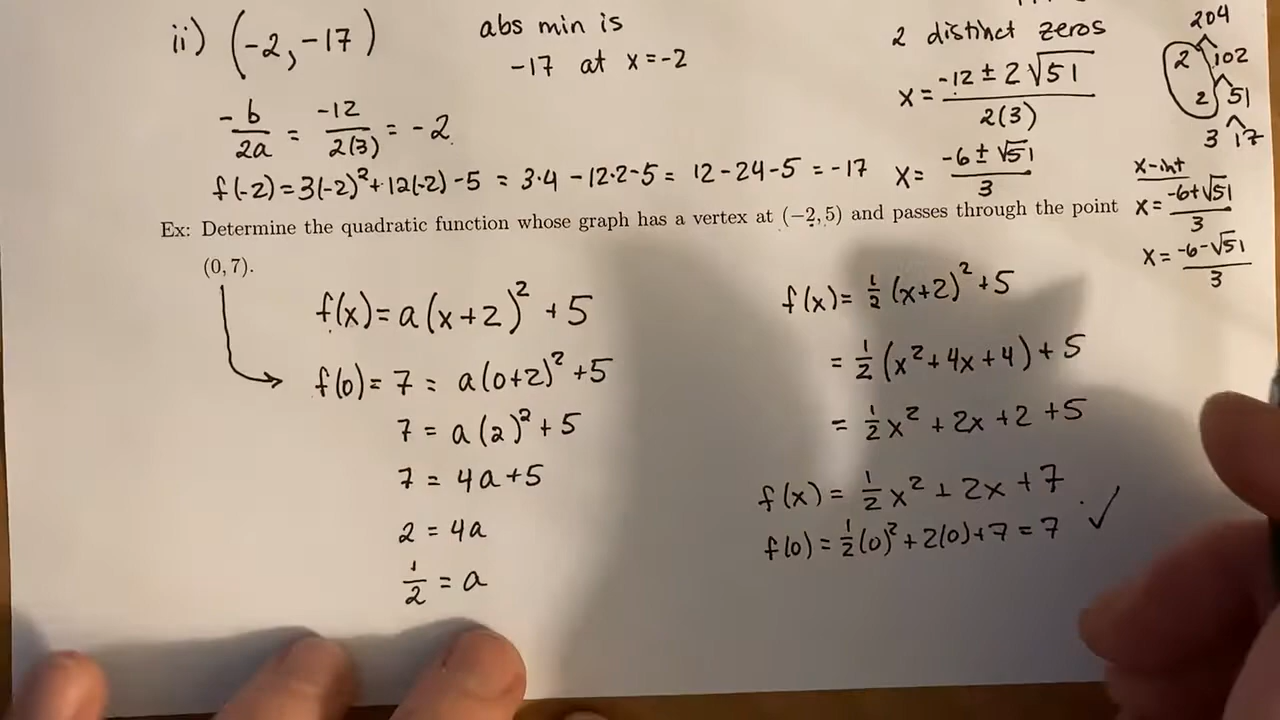 ii) (-2, -17)
abs min is
-17 at x=-2
-b/2a = -12/2(3) = -2
f(-2) = 3(-2)²+12(-2)-5 = 3·4 -12·2-5 = 12-24-5 = -17
2 distinct zeros
x = (-12 ± 2√51)/2(3)
x = (-6 ± √51)/3
204
2 102
2 51
3 17
x-int
x = (-6+√51)/3
x = (-6-√51)/3
Ex: Determine the quadratic function whose graph has a vertex at (−2, 5) and passes through the point
(0, 7).
f(x) = a(x+2)² + 5
f(0) = 7 = a(0+2)² + 5
7 = a(2)² + 5
7 = 4a+5
2 = 4a
1/2 = a
f(x) = 1/2 (x+2)² + 5
= 1/2 (x² + 4x + 4) + 5
= 1/2 x² + 2x + 2 + 5
f(x) = 1/2 x² + 2x + 7
f(0) = 1/2 (0)² + 2(0) + 7 = 7 ✓